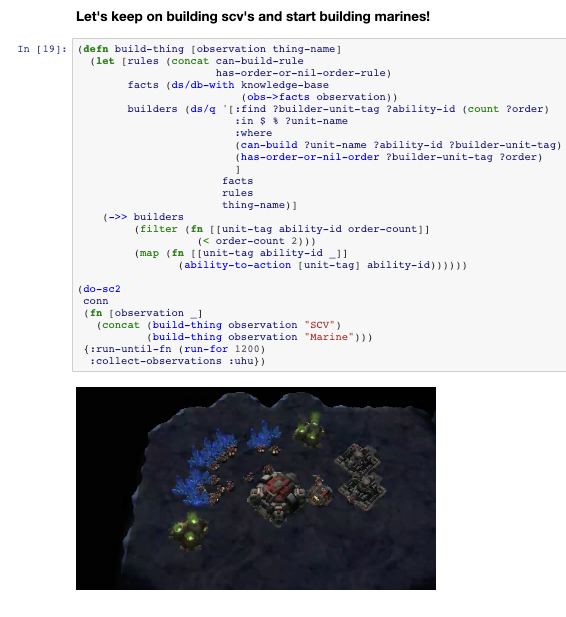 Let's keep on building scv's and start building marines!
In [19]: (defn build-thing [observation thing-name]
(let [rules (concat can-build-rule
has-order-or-nil-order-rule)
facts (ds/db-with knowledge-base
(obs->facts observation))
builders (ds/q '[:find ?builder-unit-tag ?ability-id (count ?order)
:in $ % ?unit-name
:where
(can-build ?unit-name ?ability-id ?builder-unit-tag)
(has-order-or-nil-order ?builder-unit-tag ?order)
]
facts
rules
thing-name)]
(->> builders
(filter (fn [[unit-tag ability-id order-count]]
(< order-count 2)))
(map (fn [[unit-tag ability-id _]]
(ability-to-action [unit-tag] ability-id))))))
(do-sc2
conn
(fn [observation _]
(concat (build-thing observation "SCV")
(build-thing observation "Marine")))
{:run-until-fn (run-for 1200)
:collect-observations :uhu})